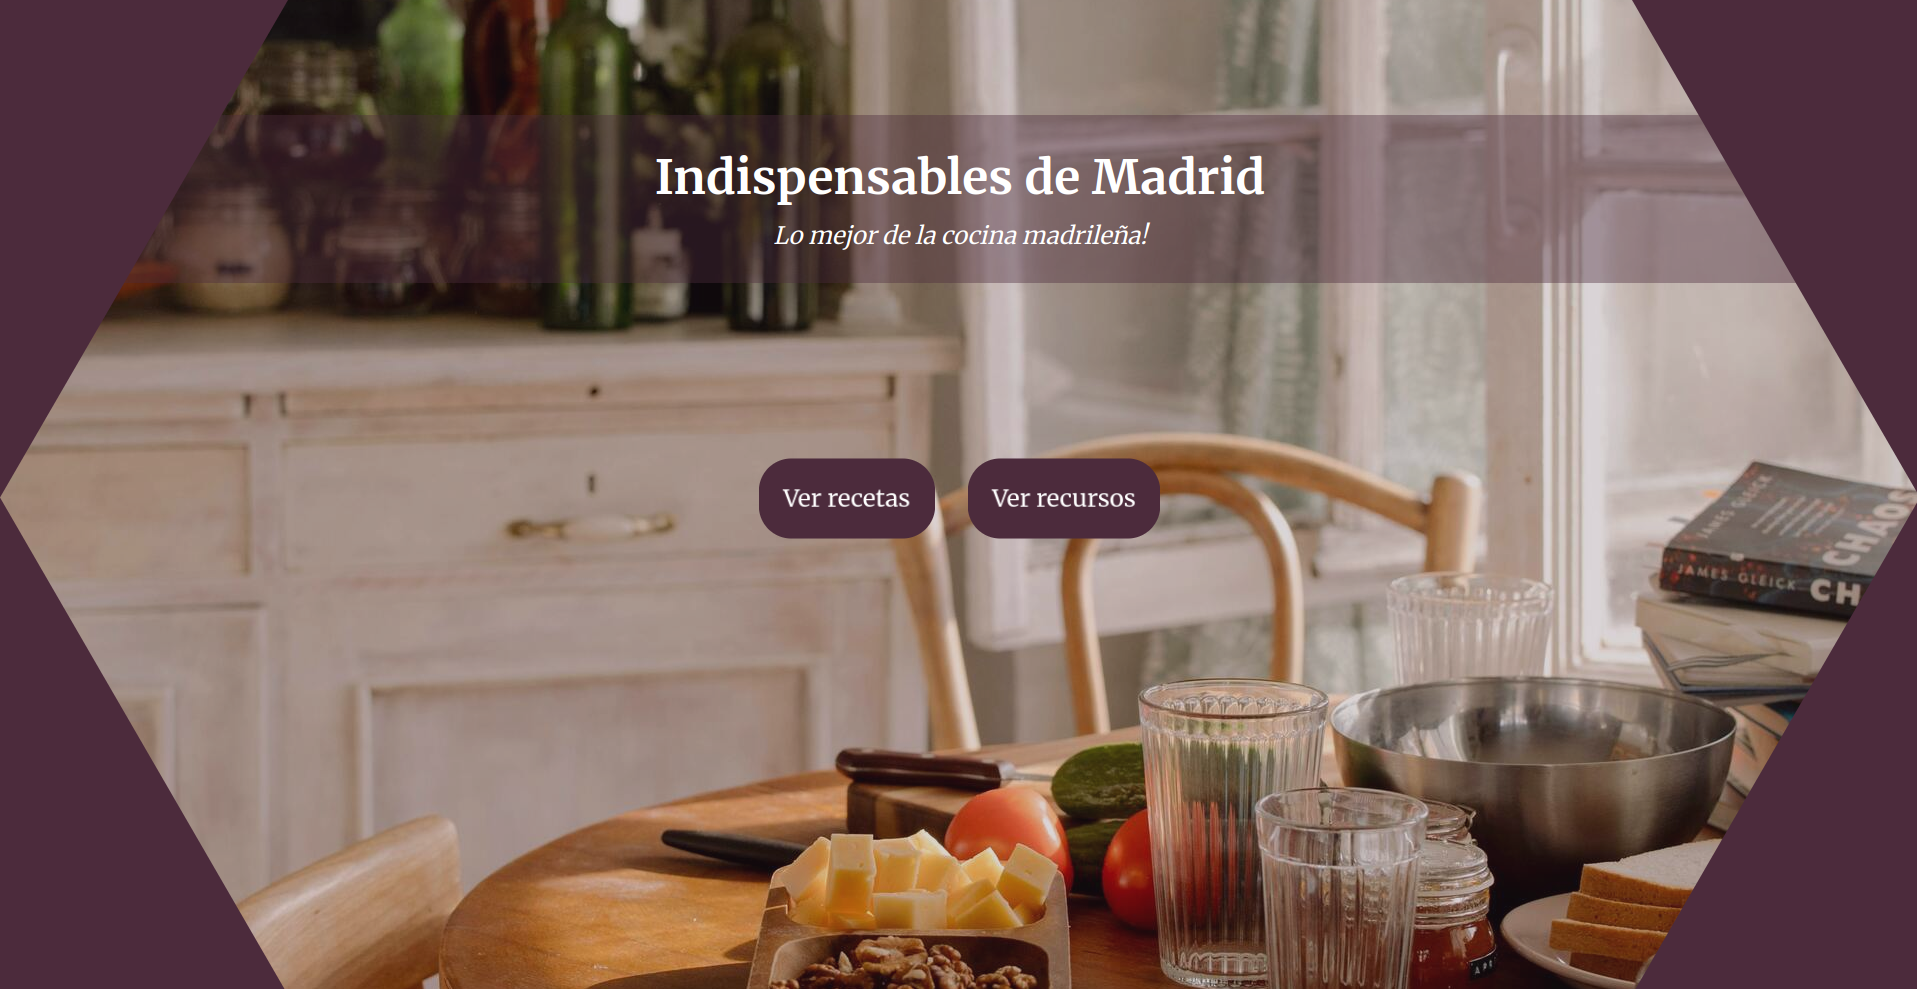 Indispensables de Madrid
Lo mejor de la cocina madrileña!
Ver recetas
Ver recursos
JAMES GLEICK
CHAOS
JAMES GLEICK
CH